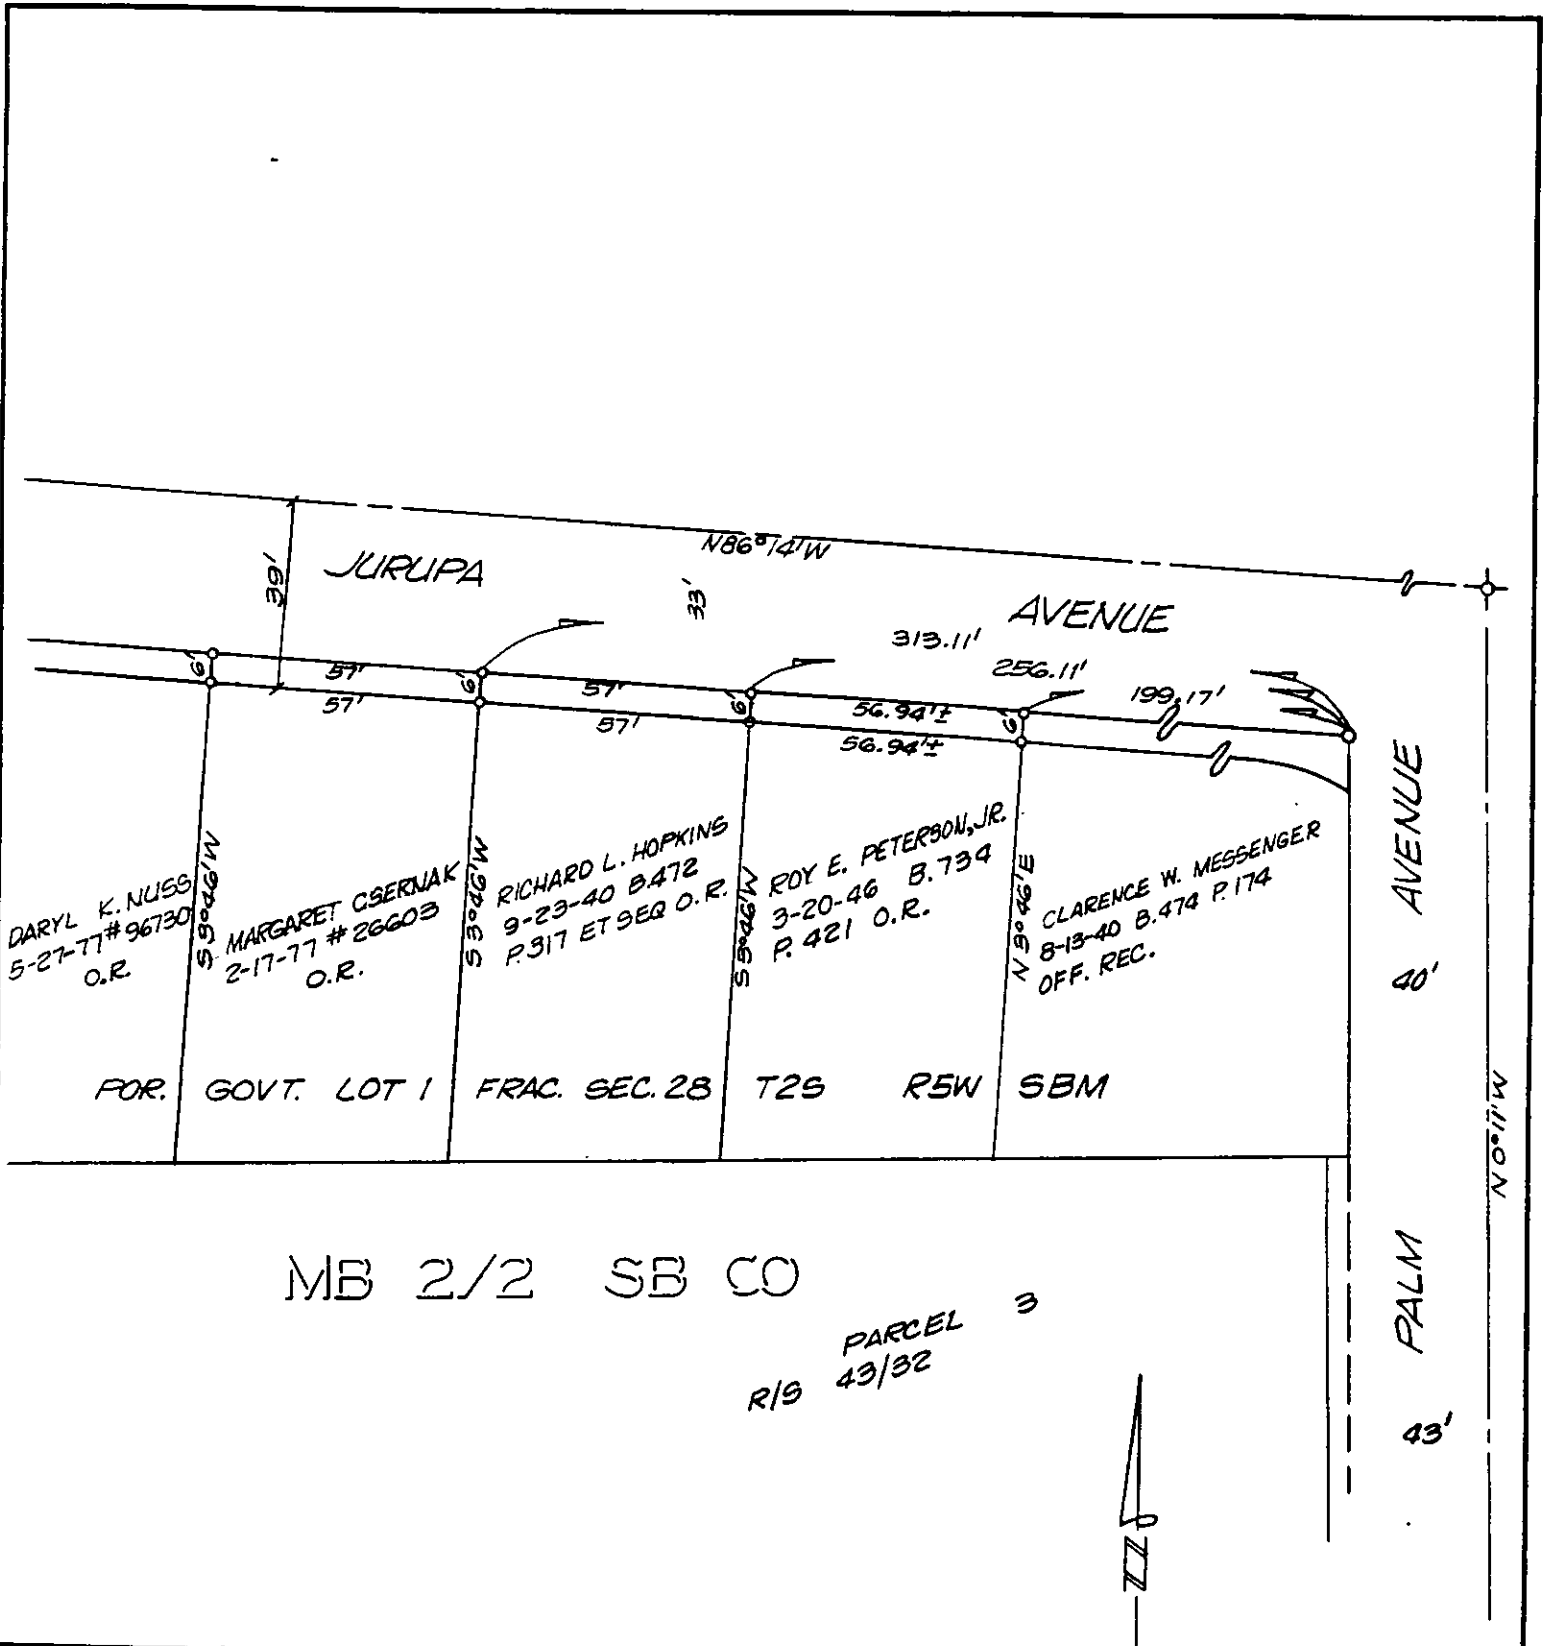 N86°14'W
JURUPA
AVENUE
39'
33'
313.11'
256.11'
199.17'
6'
57'
57'
6'
57'
57'
6'
56.94'±
56.94'±
6'
DARYL K. NUSS
5-27-77 # 96730
O.R.
S3°46'W
MARGARET CSERNAK
2-17-77 # 26603
O.R.
S3°46'W
RICHARD L. HOPKINS
9-23-40 B.472
P.317 ET SEQ O.R.
S3°46'W
ROY E. PETERSON, JR.
3-20-46 B.734
P. 421 O.R.
N3°46'E
CLARENCE W. MESSENGER
8-13-40 B.474 P.174
OFF. REC.
AVENUE
40'
POR. GOVT. LOT 1 FRAC. SEC. 28 T2S R5W SBM
N0°11'W
PALM
43'
MB 2/2 SB CO
PARCEL 3
R/S 43/32